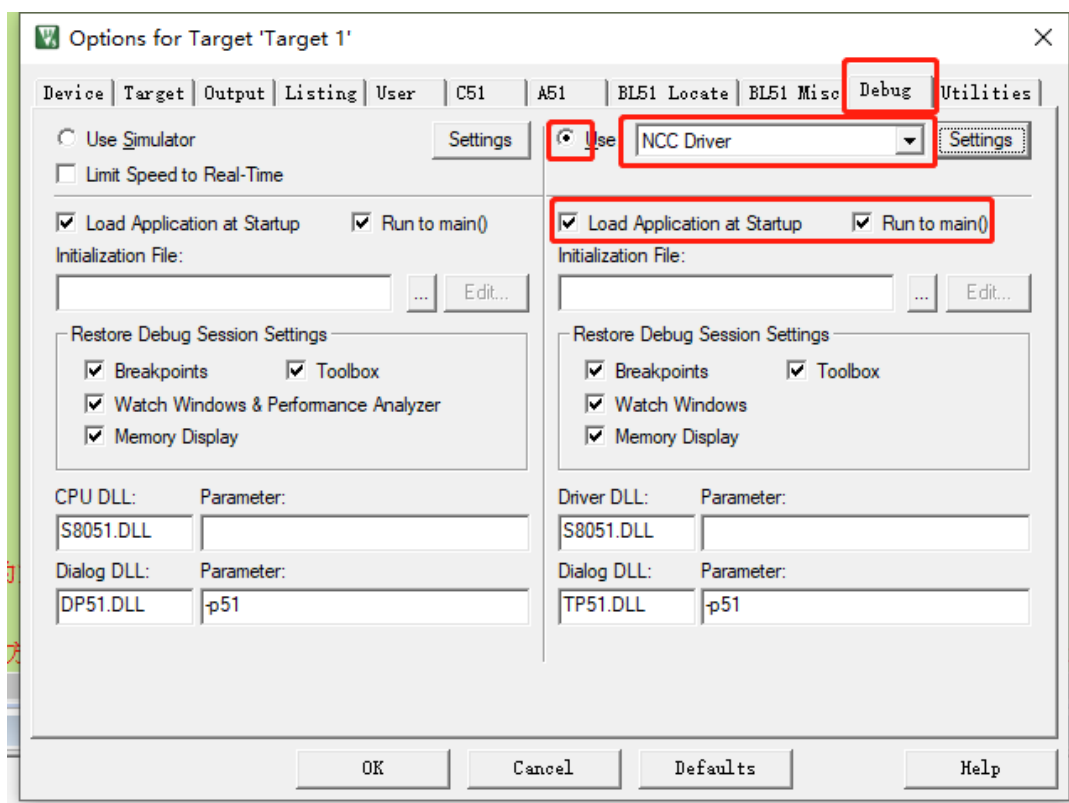 Options for Target 'Target 1'
Device Target Output Listing User C51 A51 BL51 Locate BL51 Misc Debug Utilities
Use Simulator Settings
Limit Speed to Real-Time
Use NCC Driver Settings
Load Application at Startup Run to main()
Initialization File:
... Edit...
Restore Debug Session Settings
Breakpoints Toolbox
Watch Windows & Performance Analyzer
Memory Display
CPU DLL: Parameter:
S8051.DLL
Dialog DLL: Parameter:
DP51.DLL -p51
Load Application at Startup Run to main()
Initialization File:
... Edit...
Restore Debug Session Settings
Breakpoints Toolbox
Watch Windows
Memory Display
Driver DLL: Parameter:
S8051.DLL
Dialog DLL: Parameter:
TP51.DLL -p51
OK Cancel Defaults Help